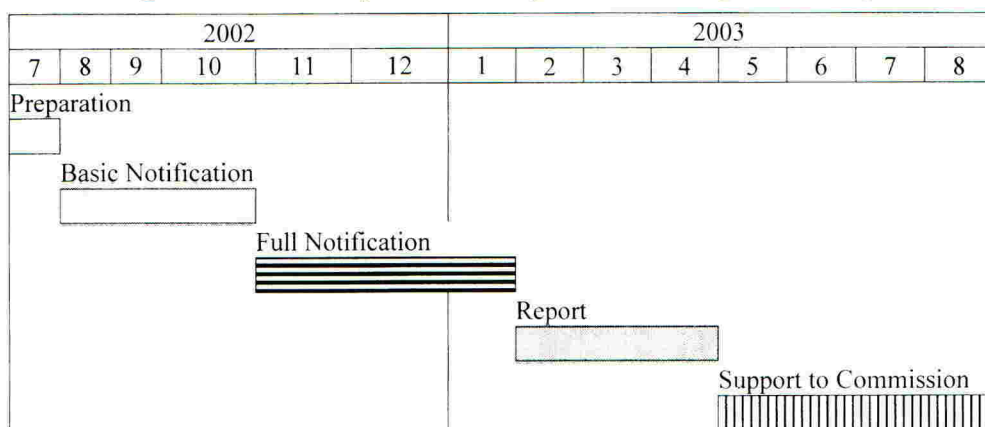 2002 2003
7 8 9 10 11 12 1 2 3 4 5 6 7 8
Preparation
Basic Notification
Full Notification
Report
Support to Commission